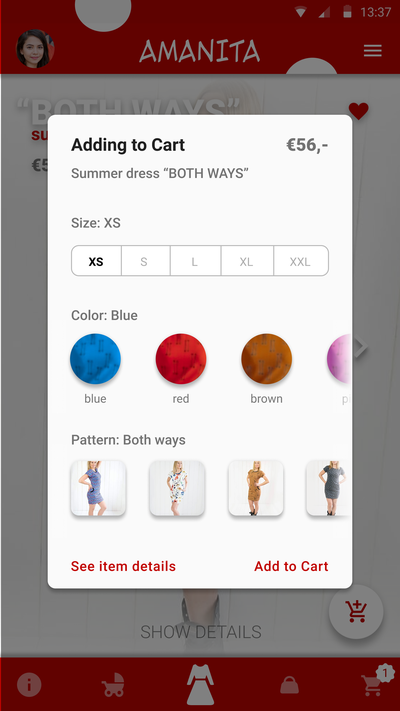 13:37
AMANITA
“BOTH WAYS”
su
€5
Adding to Cart
€56,-
Summer dress “BOTH WAYS”
Size: XS
XS S L XL XXL
Color: Blue
blue red brown p
Pattern: Both ways
See item details
Add to Cart
SHOW DETAILS
1